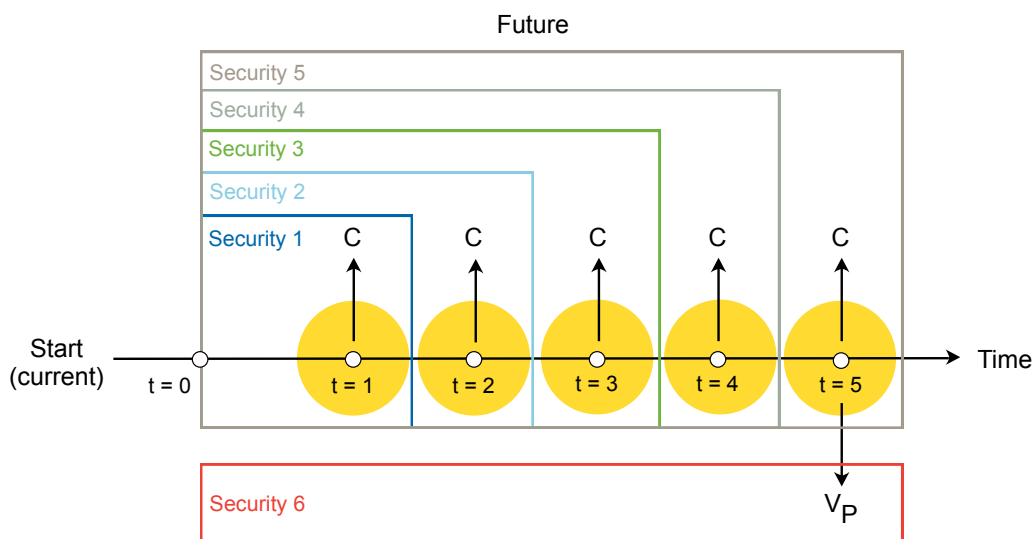 Future
Security 5
Security 4
Security 3
Security 2
Security 1
C C C C C
Start
(current)
t = 0 t = 1 t = 2 t = 3 t = 4 t = 5
Time
Security 6
VP